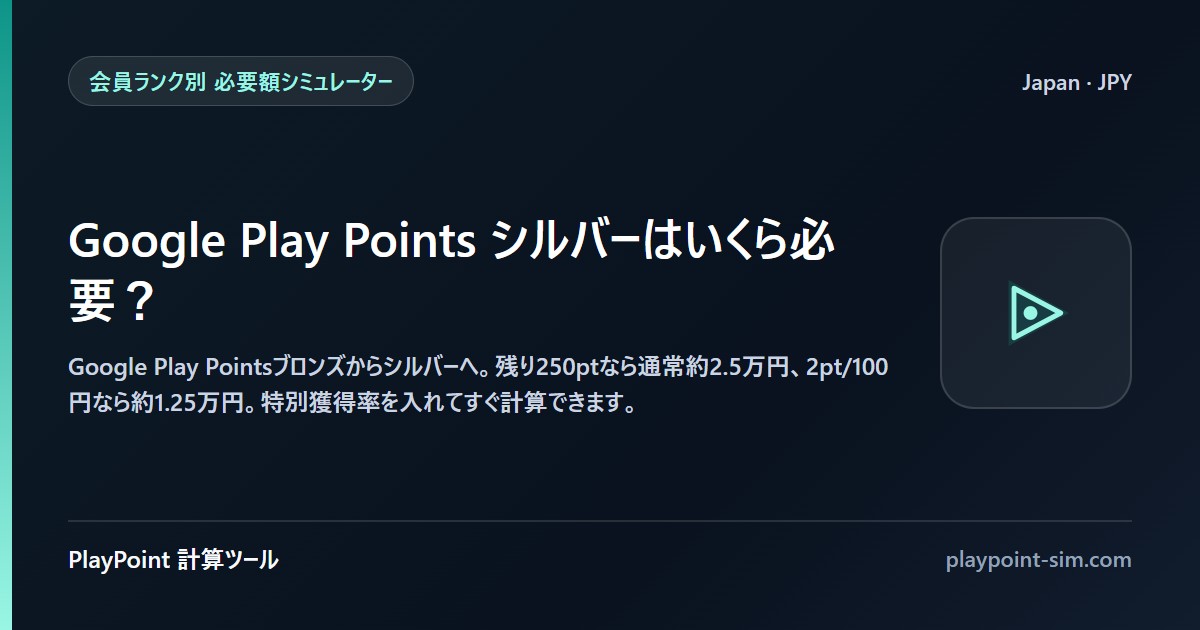 会員ランク別 必要額シミュレーター
Japan · JPY
Google Play Points シルバーはいくら必
要？
Google Play Pointsブロンズからシルバーへ。残り250ptなら通常約2.5万円、2pt/100
円なら約1.25万円。特別獲得率を入れてすぐ計算できます。
PlayPoint 計算ツール
playpoint-sim.com